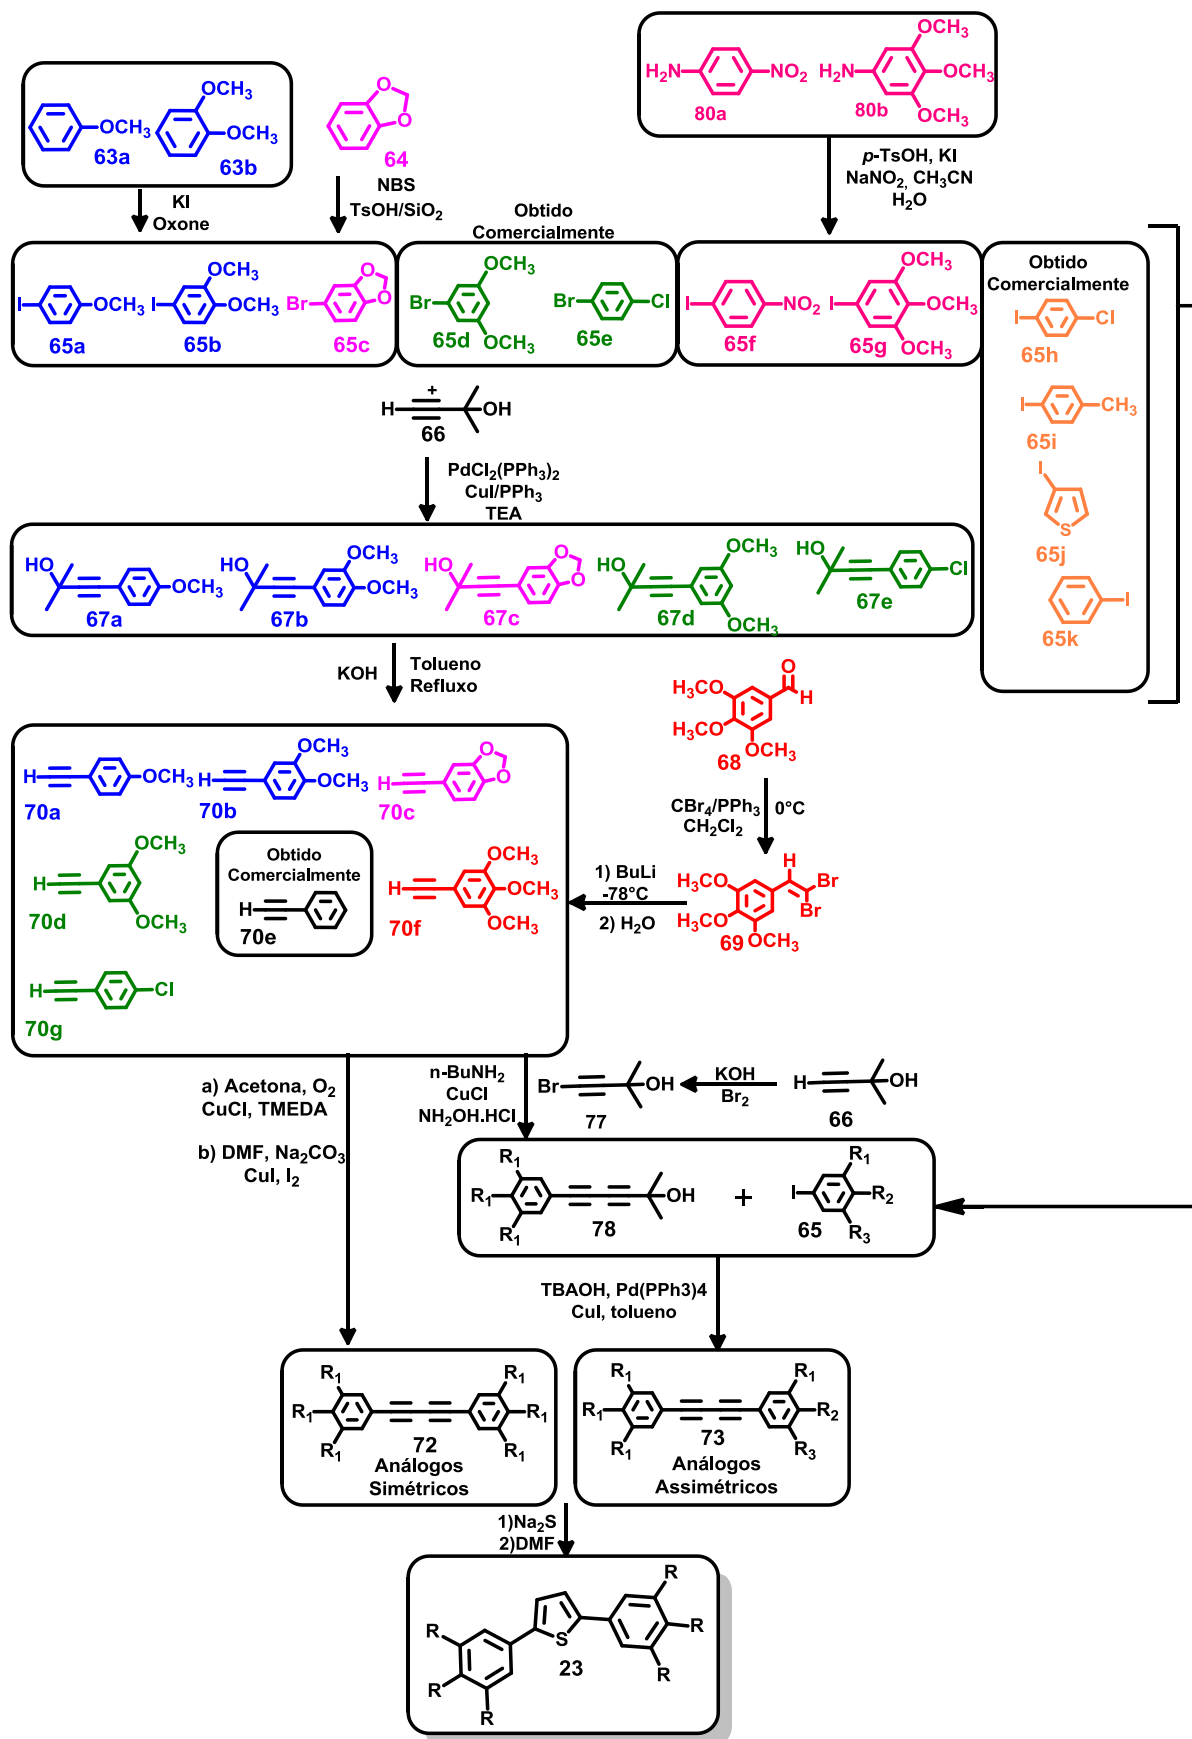 H₂N
NO₂
80a
H₂N
OCH₃
OCH₃
OCH₃
80b
OCH₃
63a
OCH₃
OCH₃
63b
O
O
64
p-TsOH, KI
NaNO₂, CH₃CN
H₂O
KI
Oxone
NBS
TsOH/SiO₂
Obtido
Comercialmente
I
OCH₃
65a
I
OCH₃
OCH₃
65b
Br
O
O
65c
Br
OCH₃
OCH₃
65d
Br
Cl
65e
I
NO₂
65f
I
OCH₃
OCH₃
OCH₃
65g
Obtido
Comercialmente
I
Cl
65h
I
CH₃
65i
I
S
65j
I
65k
+
H
OH
66
PdCl₂(PPh₃)₂
CuI/PPh₃
TEA
HO
OCH₃
67a
HO
OCH₃
OCH₃
67b
HO
O
O
67c
HO
OCH₃
OCH₃
67d
HO
Cl
67e
KOH
Tolueno
Refluxo
O
H
H₃CO
H₃CO
OCH₃
68
CBr₄/PPh₃
CH₂Cl₂
0°C
H
OCH₃
70a
H
OCH₃
OCH₃
70b
H
O
O
70c
H
OCH₃
OCH₃
70d
Obtido
Comercialmente
H
70e
H
OCH₃
OCH₃
OCH₃
70f
H
Cl
70g
1) BuLi
-78°C
2) H₂O
H
Br
Br
H₃CO
H₃CO
OCH₃
69
a) Acetona, O₂
CuCl, TMEDA
b) DMF, Na₂CO₃
CuI, I₂
n-BuNH₂
CuCl
NH₂OH.HCl
Br
OH
77
KOH
Br₂
H
OH
66
R₁
R₁
R₁
OH
78
+
I
R₁
R₂
R₃
65
TBAOH, Pd(PPh3)4
CuI, tolueno
R₁
R₁
R₁
R₁
R₁
R₁
72
Análogos
Simétricos
R₁
R₁
R₁
R₁
R₂
R₃
73
Análogos
Assimétricos
1)Na₂S
2)DMF
R
R
R
S
R
R
R
23